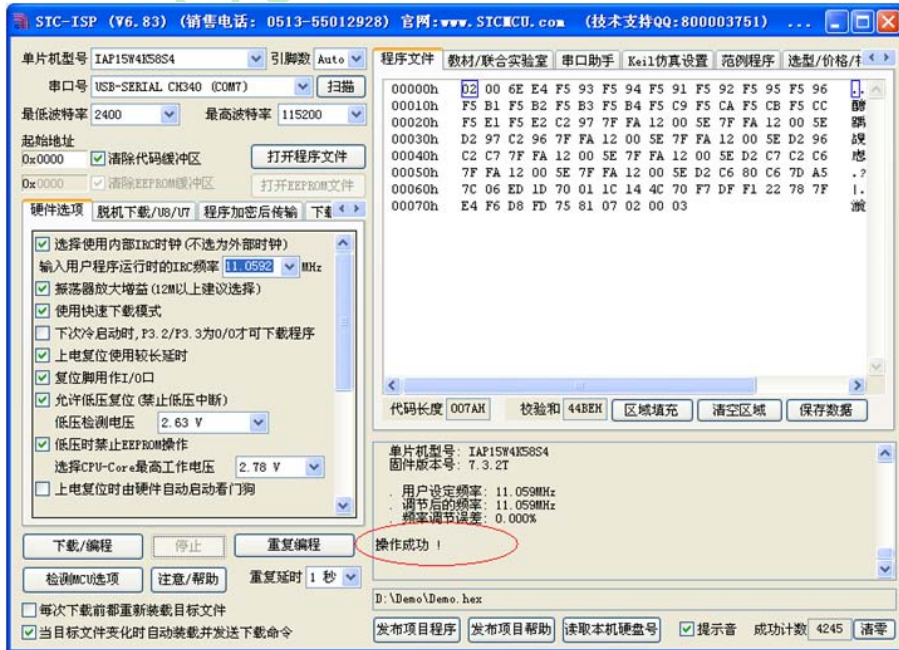 STC-ISP (V6.83) (销售电话: 0513-55012928) 官网:www.STCMCU.com (技术支持QQ:800003751) ...
单片机型号 IAP15W4K58S4 引脚数 Auto
串口号 USB-SERIAL CH340 (COM7) 扫描
最低波特率 2400 最高波特率 115200
起始地址
0x0000 清除代码缓冲区 打开程序文件
0x0000 清除EEPROM缓冲区 打开EEPROM文件
硬件选项 脱机下载/U8/U7 程序加密后传输
选择使用内部IRC时钟(不选为外部时钟)
输入用户程序运行时的IRC频率 11.0592 MHz
振荡器放大增益(12M以上建议选择)
使用快速下载模式
下次冷启动时,P3.2/P3.3为0/0才可下载程序
上电复位使用较长延时
复位脚用作I/O口
允许低压复位(禁止低压中断)
低压检测电压 2.63 V
低压时禁止EEPROM操作
选择CPU-Core最高工作电压 2.78 V
上电复位时由硬件自动启动看门狗
下载/编程 停止 重复编程
检测MCU选项 注意/帮助 重复延时 1 秒
每次下载前都重新装载目标文件
当目标文件变化时自动装载并发送下载命令
程序文件 教材/联合实验室 串口助手 Keil仿真设置 范例程序 选型/价格/
00000h 02 00 6E E4 F5 93 F5 94 F5 91 F5 92 F5 95 F5 96
00010h F5 B1 F5 B2 F5 B3 F5 B4 F5 C9 F5 CA F5 CB F5 CC
00020h F5 E1 F5 E2 C2 97 7F FA 12 00 5E 7F FA 12 00 5E
00030h D2 97 C2 96 7F FA 12 00 5E 7F FA 12 00 5E D2 96
00040h C2 C7 7F FA 12 00 5E 7F FA 12 00 5E D2 C7 C2 C6
00050h 7F FA 12 00 5E 7F FA 12 00 5E D2 C6 80 C6 7D A5 .?
00060h 7C 06 ED 1D 70 01 1C 14 4C 70 F7 DF F1 22 78 7F |.
00070h E4 F6 D8 FD 75 81 07 02 00 03
代码长度 007AH 校验和 44BEH 区域填充 清空区域 保存数据
单片机型号: IAP15W4K58S4
固件版本号: 7.3.2T
. 用户设定频率: 11.059MHz
. 调节后的频率: 11.059MHz
. 频率调节误差: 0.000%
操作成功 !
D:\Demo\Demo.hex
发布项目程序 发布项目帮助 读取本机硬盘号 提示音 成功计数 4245 清零